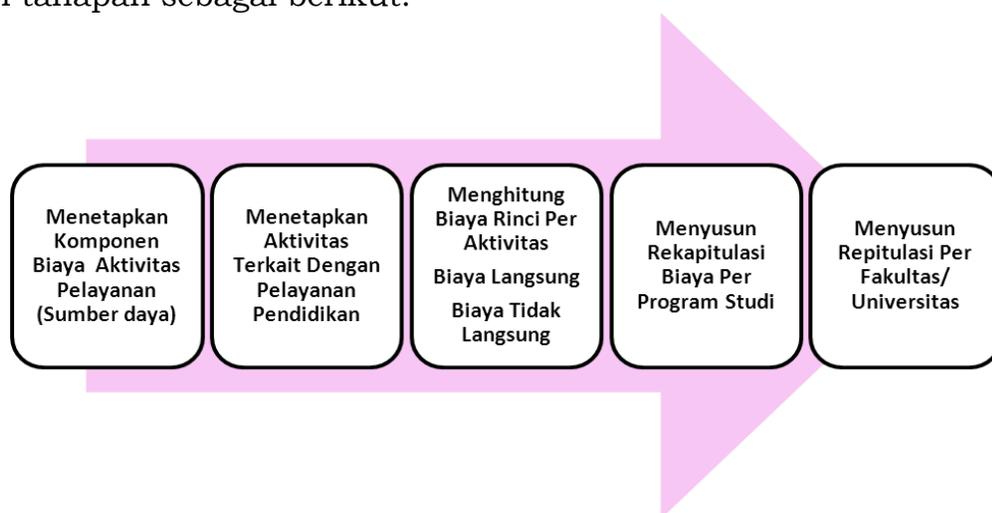 tahapan sebagai berikut:
Menetapkan
Komponen
Biaya Aktivitas
Pelayanan
(Sumber daya)
Menetapkan
Aktivitas
Terkait Dengan
Pelayanan
Pendidikan
Menghitung
Biaya Rinci Per
Aktivitas
Biaya Langsung
Biaya Tidak
Langsung
Menyusun
Rekapitulasi
Biaya Per
Program Studi
Menyusun
Repitulasi Per
Fakultas/
Universitas